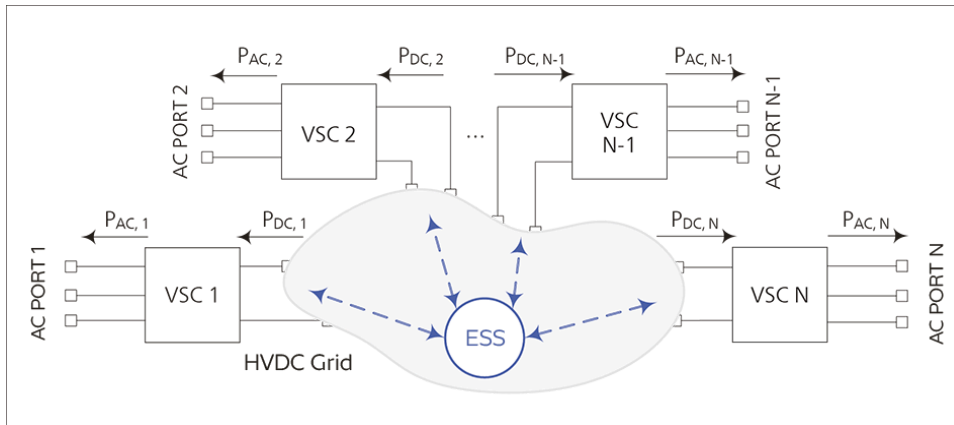 PAC, 2
PDC, 2
PDC, N-1
PAC, N-1
AC PORT 2
VSC 2
...
VSC
N-1
AC PORT N-1
PAC, 1
PDC, 1
PDC, N
PAC, N
AC PORT 1
VSC 1
ESS
VSC N
AC PORT N
HVDC Grid